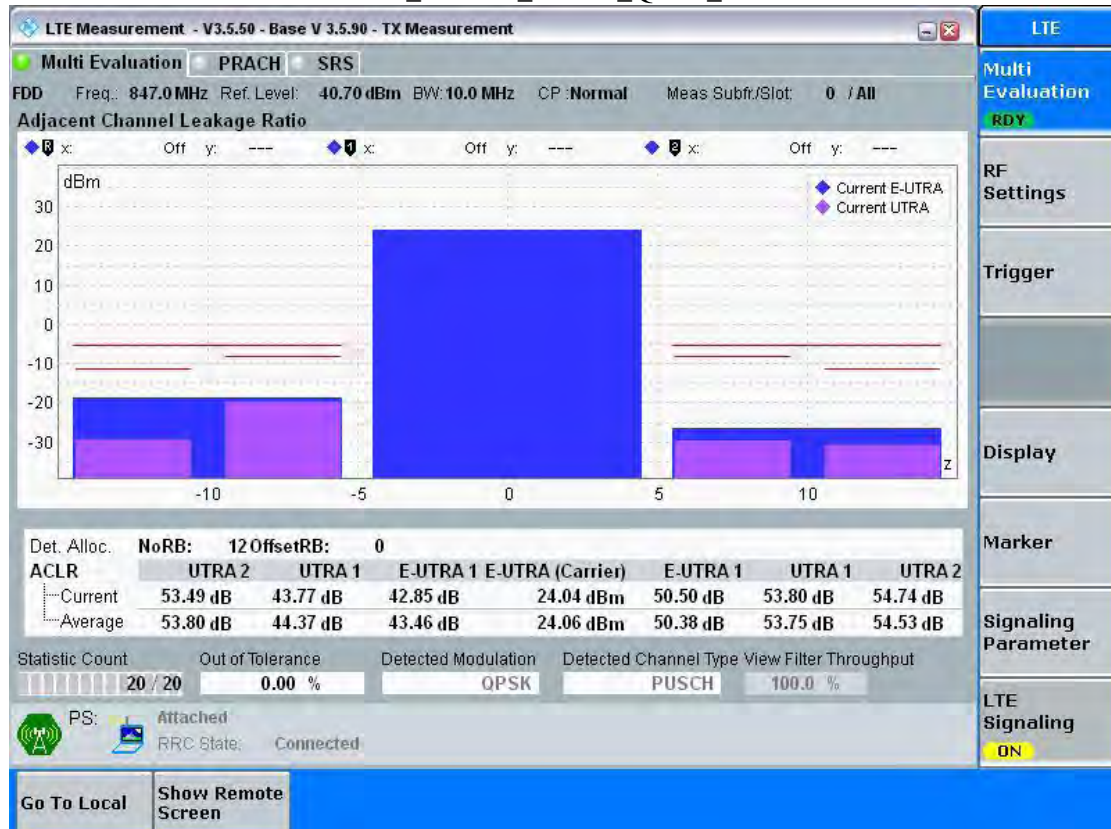 LTE Measurement - V3.5.50 - Base V 3.5.90 - TX Measurement
Multi Evaluation PRACH SRS
FDD Freq.: 847.0 MHz Ref. Level: 40.70 dBm BW: 10.0 MHz CP : Normal Meas Subfr./Slot: 0 / All
Adjacent Channel Leakage Ratio
R x: Off y: --- 1 x: Off y: --- 2 x: Off y: ---
dBm
Current E-UTRA
Current UTRA
30
20
10
0
-10
-20
-30
z
-10 -5 0 5 10
Det. Alloc. NoRB: 12 OffsetRB: 0
ACLR UTRA 2 UTRA 1 E-UTRA 1 E-UTRA (Carrier) E-UTRA 1 UTRA 1 UTRA 2
Current 53.49 dB 43.77 dB 42.85 dB 24.04 dBm 50.50 dB 53.80 dB 54.74 dB
Average 53.80 dB 44.37 dB 43.46 dB 24.06 dBm 50.38 dB 53.75 dB 54.53 dB
Statistic Count Out of Tolerance Detected Modulation Detected Channel Type View Filter Throughput
20 / 20 0.00 % QPSK PUSCH 100.0 %
PS: Attached
RRC State: Connected
Go To Local
Show Remote
Screen
LTE
Multi
Evaluation
RDY
RF
Settings
Trigger
Display
Marker
Signaling
Parameter
LTE
Signaling
ON